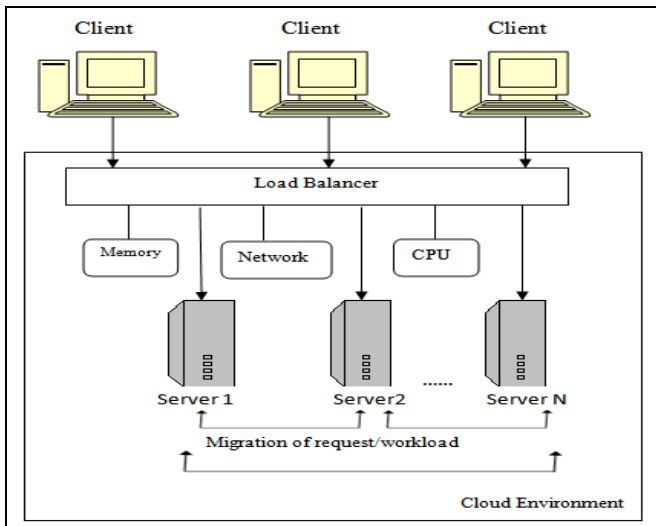 Client Client Client
Load Balancer
Memory Network CPU
......
Server 1 Server2 Server N
Migration of request/workload
Cloud Environment